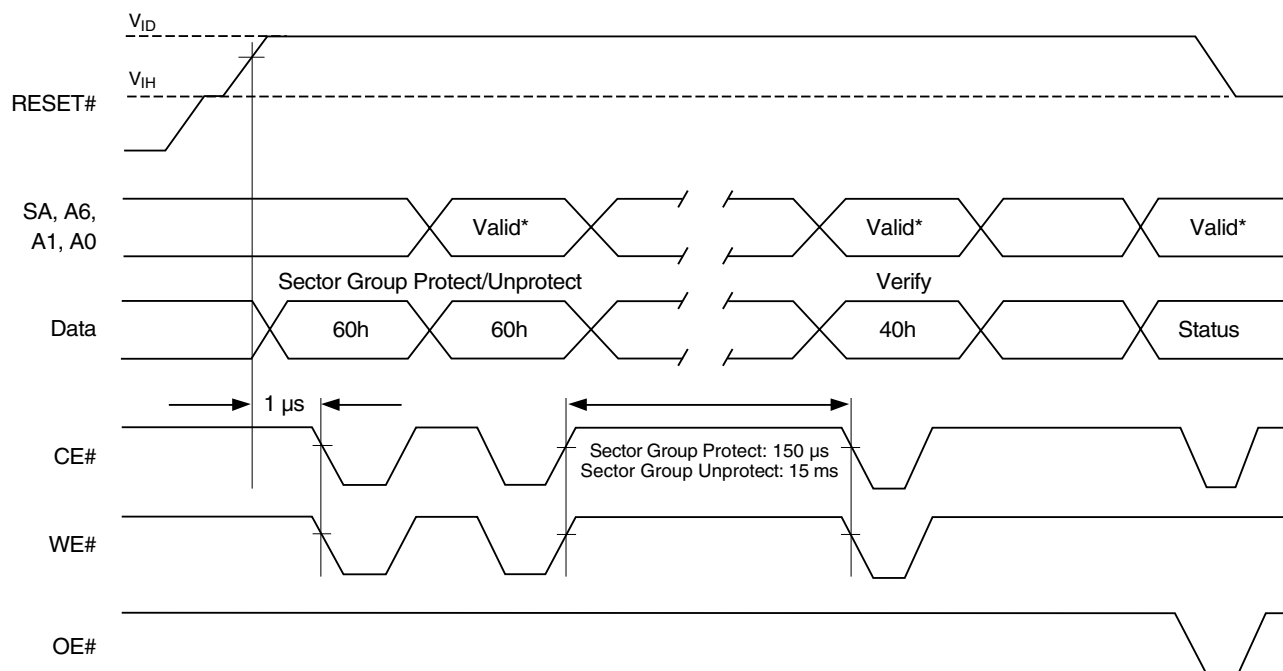 VID
VIH
RESET#
SA, A6,
A1, A0
Valid*
Valid*
Valid*
Sector Group Protect/Unprotect
Verify
Data
60h
60h
40h
Status
1 µs
CE#
Sector Group Protect: 150 µs
Sector Group Unprotect: 15 ms
WE#
OE#